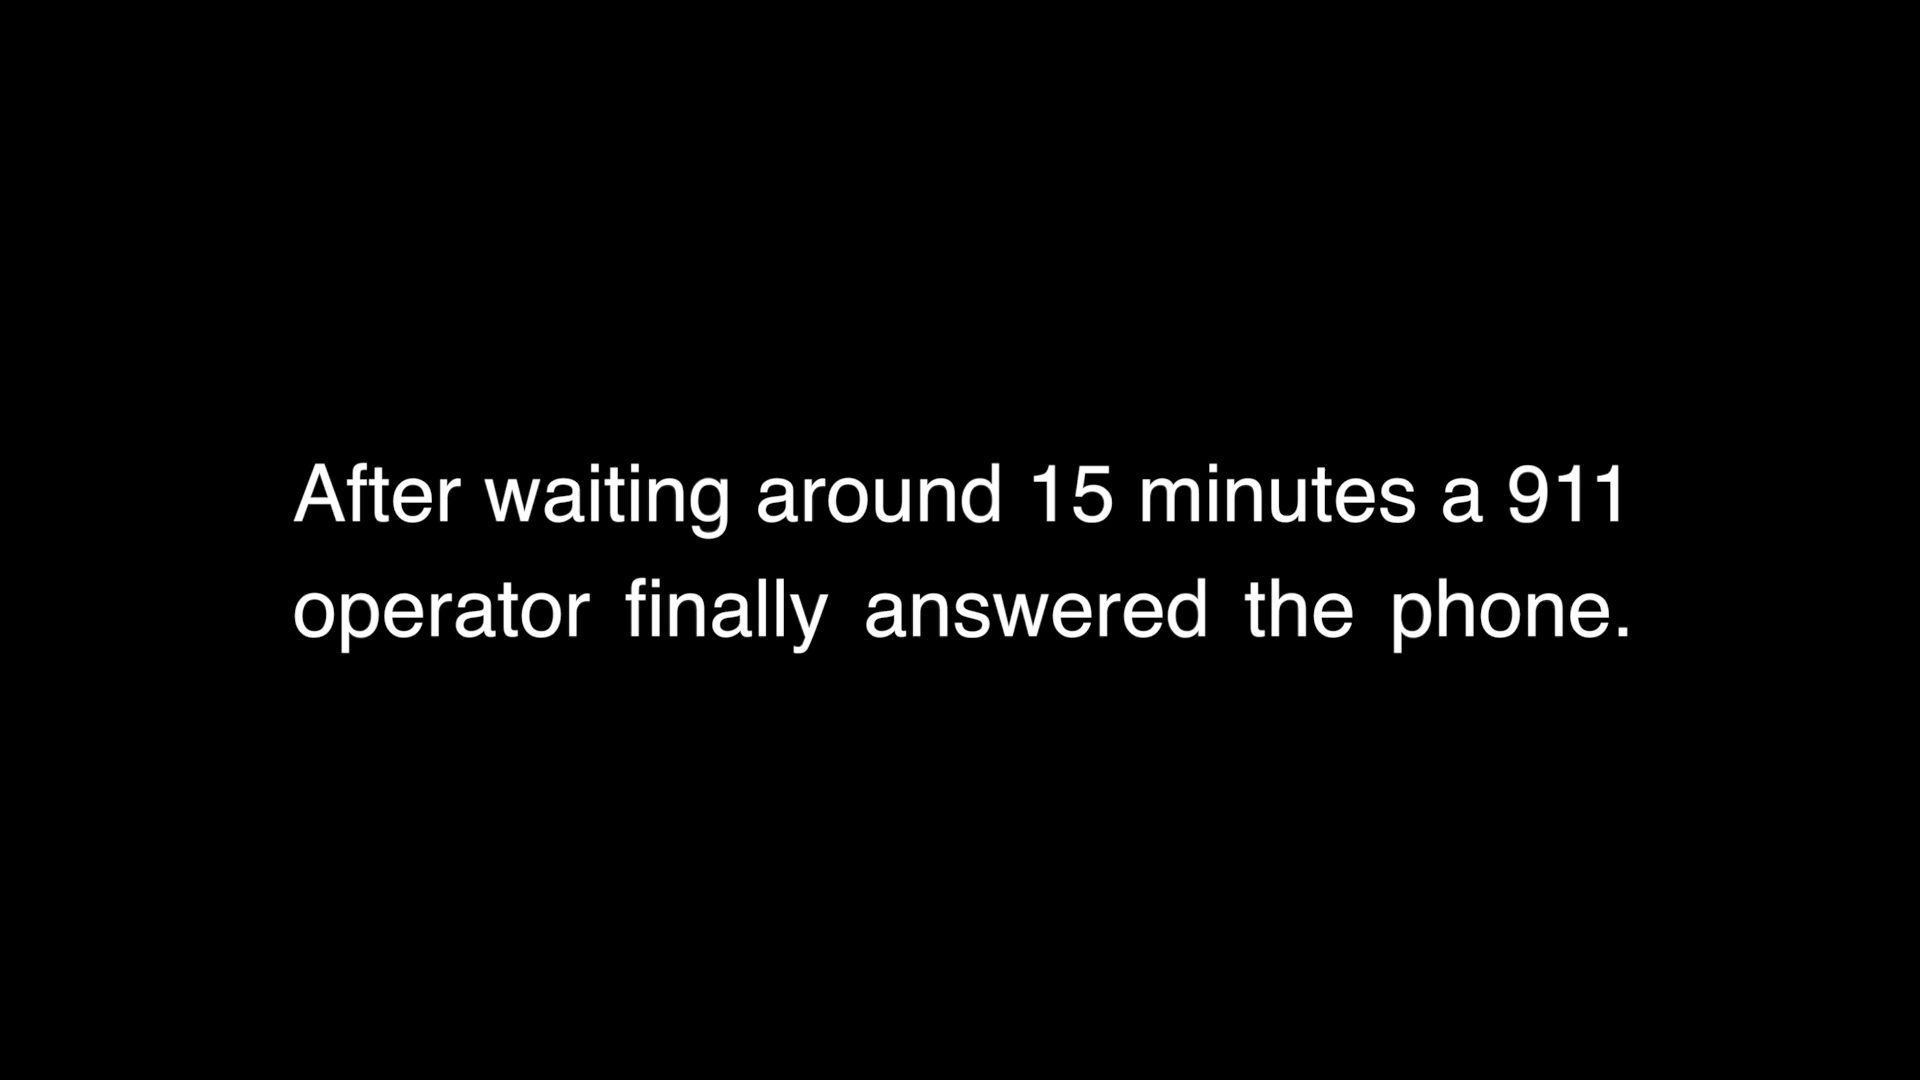 After waiting around 15 minutes a 911
operator finally answered the phone.